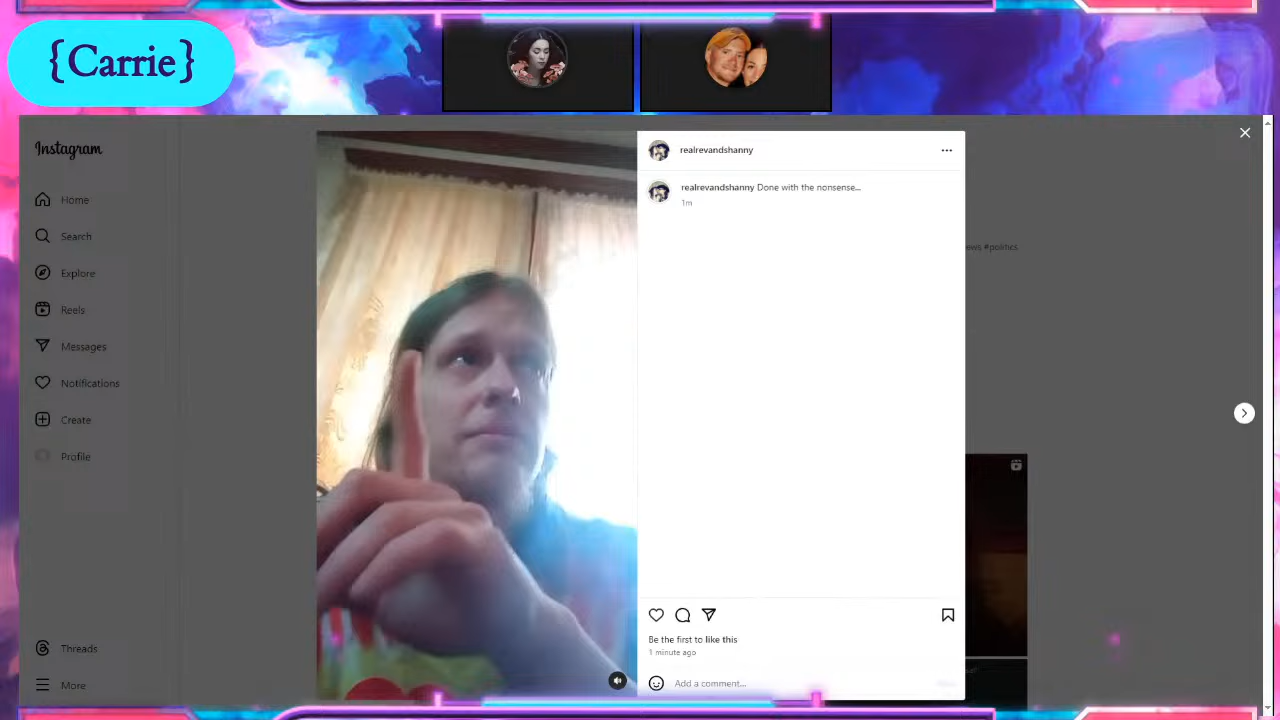 {Carrie}
Instagram
Home
Search
Explore
Reels
Messages
Notifications
Create
Profile
Threads
More
realrevandshanny
realrevandshanny Done with the nonsense...
1m
Be the first to like this
1 minute ago
Add a comment...